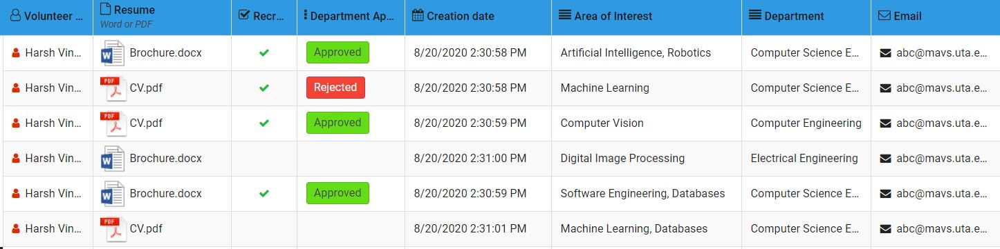 Volunteer ... Resume Recr... Department Ap... Creation date Area of Interest Department Email
Word or PDF
Harsh Vin... Brochure.docx Approved 8/20/2020 2:30:58 PM Artificial Intelligence, Robotics Computer Science E... abc@mavs.uta.e...
Harsh Vin... PDF CV.pdf Rejected 8/20/2020 2:30:58 PM Machine Learning Computer Science E... abc@mavs.uta.e...
Harsh Vin... PDF CV.pdf Approved 8/20/2020 2:30:59 PM Computer Vision Computer Engineering abc@mavs.uta.e...
Harsh Vin... Brochure.docx 8/20/2020 2:31:00 PM Digital Image Processing Electrical Engineering abc@mavs.uta.e...
Harsh Vin... Brochure.docx Approved 8/20/2020 2:30:59 PM Software Engineering, Databases Computer Science E... abc@mavs.uta.e...
Harsh Vin... PDF CV.pdf 8/20/2020 2:31:01 PM Machine Learning, Databases Computer Science E... abc@mavs.uta.e...